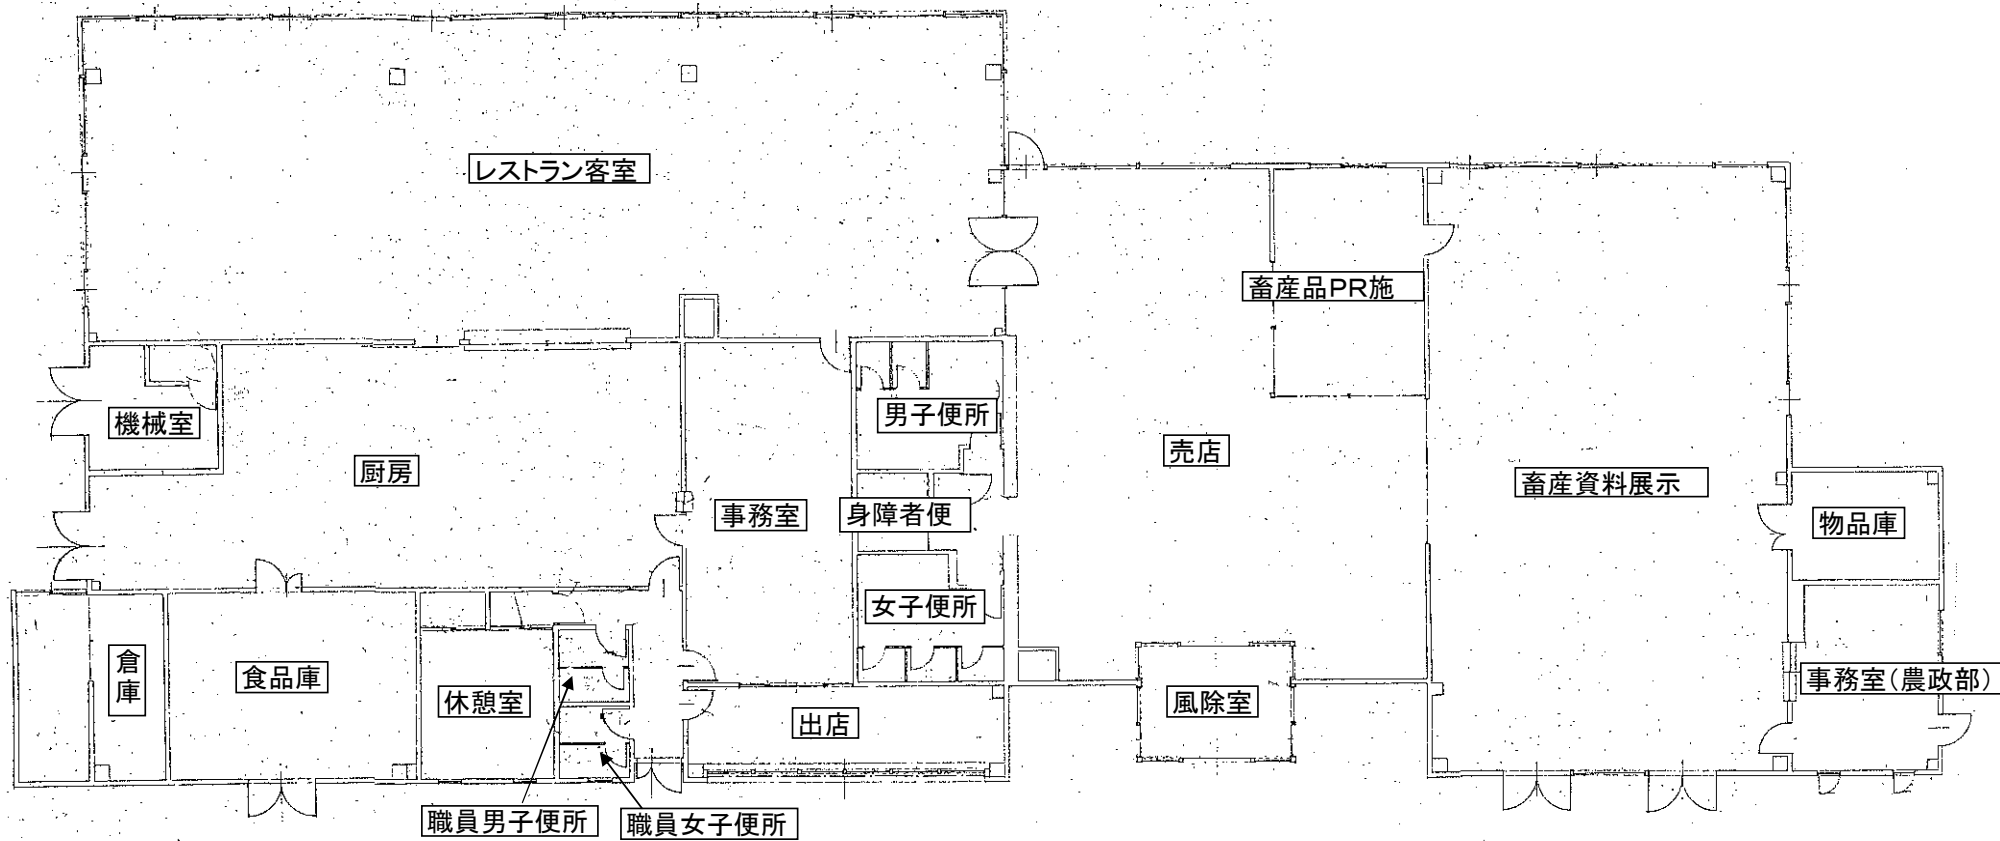 レストラン客室
畜産品PR施
機械室
男子便所
売店
厨房
畜産資料展示
事務室
身障者便
物品庫
女子便所
倉庫
食品庫
休憩室
風除室
事務室(農政部)
出店
職員男子便所
職員女子便所